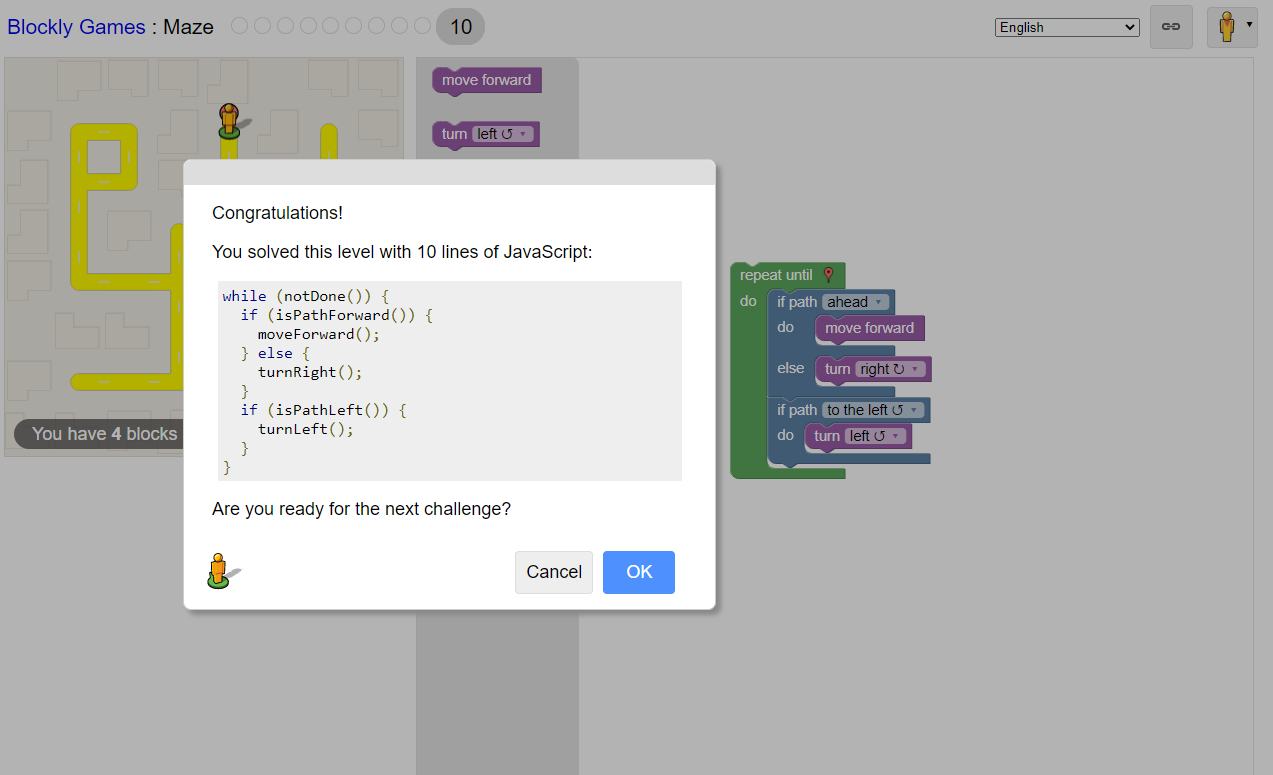 Blockly Games : Maze 10 English
move forward
turn left ↺
Congratulations!
You solved this level with 10 lines of JavaScript:
while (notDone()) {
  if (isPathForward()) {
    moveForward();
  } else {
    turnRight();
  }
  if (isPathLeft()) {
    turnLeft();
  }
}
Are you ready for the next challenge?
Cancel OK
You have 4 blocks
repeat until
do if path ahead
do move forward
else turn right ↻
if path to the left ↺
do turn left ↺